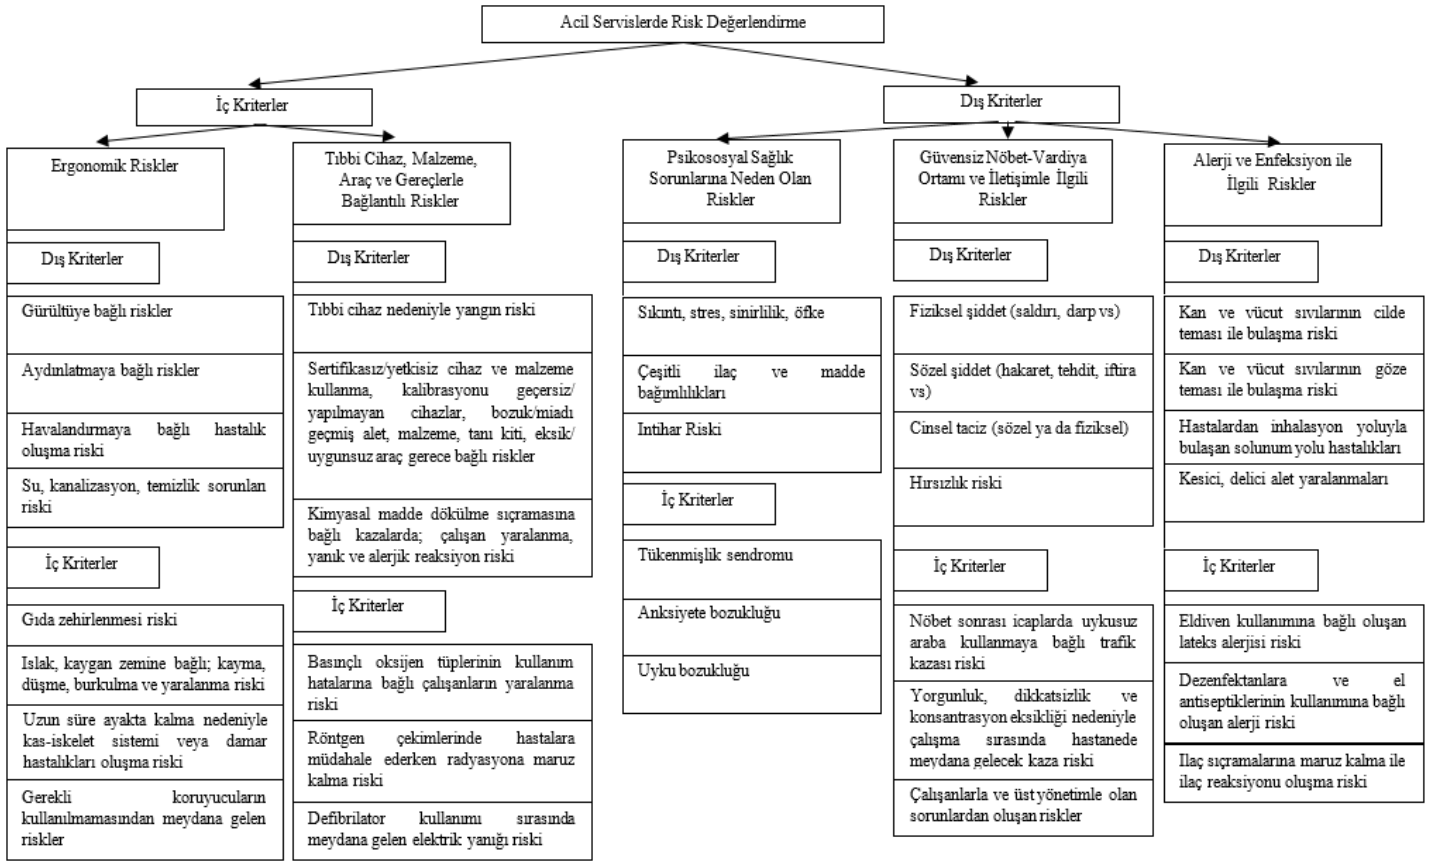 Acil Servislerde Risk Değerlendirme
İç Kriterler
Dış Kriterler
Ergonomik Riskler
Tıbbi Cihaz, Malzeme,
Araç ve Gereçlerle
Bağlantılı Riskler
Psikososyal Sağlık
Sorunlarına Neden Olan
Riskler
Güvensiz Nöbet-Vardiya
Ortamı ve İletişimle İlgili
Riskler
Alerji ve Enfeksiyon ile
İlgili Riskler
Dış Kriterler
Gürültüye bağlı riskler
Aydınlatmaya bağlı riskler
Havalandırmaya bağlı hastalık
oluşma riski
Su, kanalizasyon, temizlik sorunları
riski
İç Kriterler
Gıda zehirlenmesi riski
Islak, kaygan zemine bağlı; kayma,
düşme, burkulma ve yaralanma riski
Uzun süre ayakta kalma nedeniyle
kas-iskelet sistemi veya damar
hastalıkları oluşma riski
Gerekli koruyucuların
kullanılmamasından meydana gelen
riskler
Dış Kriterler
Tıbbi cihaz nedeniyle yangın riski
Sertifikasız/yetkisiz cihaz ve malzeme
kullanma, kalibrasyonu geçersiz/
yapılmayan cihazlar, bozuk/miadı
geçmiş alet, malzeme, tanı kiti, eksik/
uygunsuz araç gerece bağlı riskler
Kimyasal madde dökülme sıçramasına
bağlı kazalarda; çalışan yaralanma,
yanık ve alerjik reaksiyon riski
İç Kriterler
Basınçlı oksijen tüplerinin kullanım
hatalarına bağlı çalışanların yaralanma
riski
Röntgen çekimlerinde hastalara
müdahale ederken radyasyona maruz
kalma riski
Defibrilator kullanımı sırasında
meydana gelen elektrik yanığı riski
Dış Kriterler
Sıkıntı, stres, sinirlilik, öfke
Çeşitli ilaç ve madde
bağımlılıkları
Intihar Riski
İç Kriterler
Tükenmişlik sendromu
Anksiyete bozukluğu
Uyku bozukluğu
Dış Kriterler
Fiziksel şiddet (saldırı, darp vs)
Sözel şiddet (hakaret, tehdit, iftira
vs)
Cinsel taciz (sözel ya da fiziksel)
Hırsızlık riski
İç Kriterler
Nöbet sonrası icaplarda uykusuz
araba kullanmaya bağlı trafik
kazası riski
Yorgunluk, dikkatsizlik ve
konsantrasyon eksikliği nedeniyle
çalışma sırasında hastanede
meydana gelecek kaza riski
Çalışanlarla ve üst yönetimle olan
sorunlardan oluşan riskler
Dış Kriterler
Kan ve vücut sıvılarının cilde
teması ile bulaşma riski
Kan ve vücut sıvılarının göze
teması ile bulaşma riski
Hastalardan inhalasyon yoluyla
bulaşan solunum yolu hastalıkları
Kesici, delici alet yaralanmaları
İç Kriterler
Eldiven kullanımına bağlı oluşan
lateks alerjisi riski
Dezenfektanlara ve el
antiseptiklerinin kullanımına bağlı
oluşan alerji riski
Ilaç sıçramalarına maruz kalma ile
ilaç reaksiyonu oluşma riski